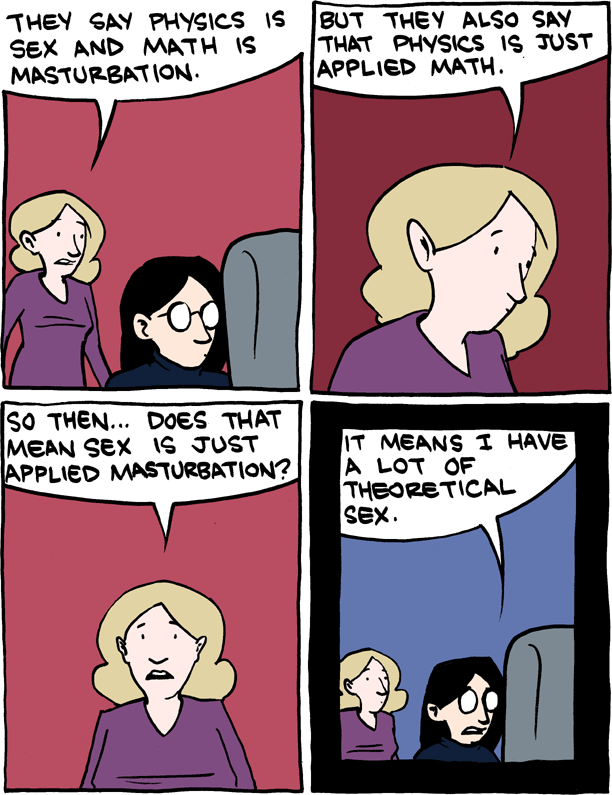 THEY SAY PHYSICS IS
SEX AND MATH IS
MASTURBATION.
BUT THEY ALSO SAY
THAT PHYSICS IS JUST
APPLIED MATH.
SO THEN... DOES THAT
MEAN SEX IS JUST
APPLIED MASTURBATION?
IT MEANS I HAVE
A LOT OF
THEORETICAL
SEX.